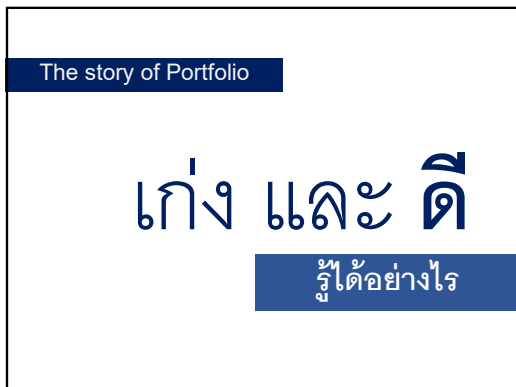 The story of Portfolio
เก่ง และ ดี
รู้ได้อย่างไร